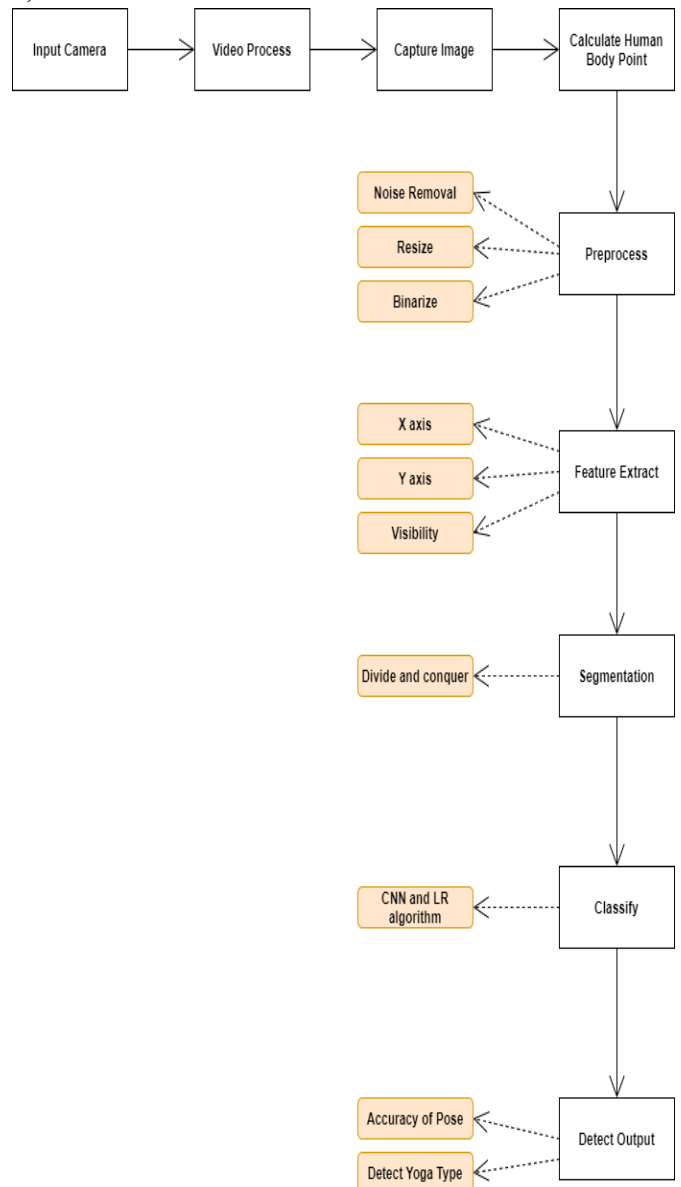 Input Camera
Video Process
Capture Image
Calculate Human
Body Point
Noise Removal
Resize
Binarize
Preprocess
X axis
Y axis
Visibility
Feature Extract
Divide and conquer
Segmentation
CNN and LR
algorithm
Classify
Accuracy of Pose
Detect Yoga Type
Detect Output